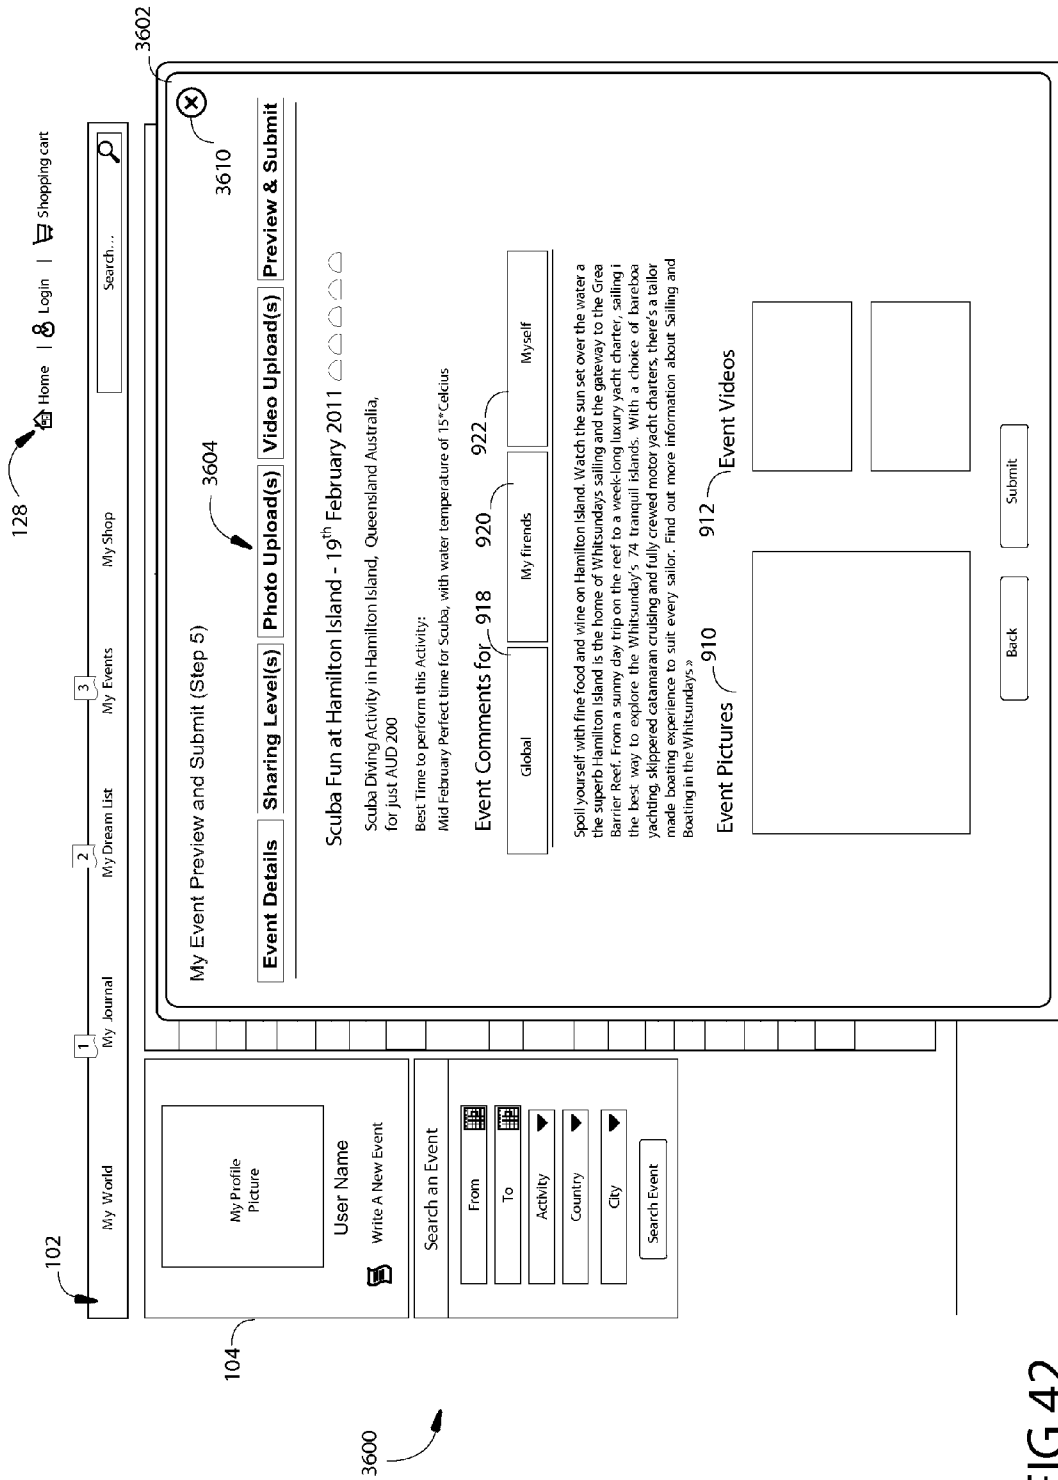 128
Home | Login | Shopping cart
102
My World
1
My Journal
2
My Dream List
3
My Events
My Shop
Search...
3602
104
My Profile
Picture
User Name
Write A New Event
Search an Event
From
To
Activity
Country
City
Search Event
3600
My Event Preview and Submit (Step 5)
3610
3604
Event Details Sharing Level(s) Photo Upload(s) Video Upload(s) Preview & Submit
Scuba Fun at Hamilton Island - 19th February 2011
Scuba Diving Activity in Hamilton Island, Queensland Australia,
for just AUD 200
Best Time to perform this Activity:
Mid February Perfect time for Scuba, with water temperature of 15*Celcius
Event Comments for 918 920 922
Global My firends Myself
Spoil yourself with fine food and wine on Hamilton Island. Watch the sun set over the water a
the superb Hamilton Island is the home of Whitsundays sailing and the gateway to the Grea
Barrier Reef. From a sunny day trip on the reef to a week-long luxury yacht charter, sailing i
the best way to explore the Whitsunday's 74 tranquil islands. With a choice of bareboa
yachting, skippered catamaran cruising and fully crewed motor yacht charters, there's a tailor
made boating experience to suit every sailor. Find out more information about Sailing and
Boating in the Whitsundays »
Event Pictures 910
912 Event Videos
Back Submit
FIG 42